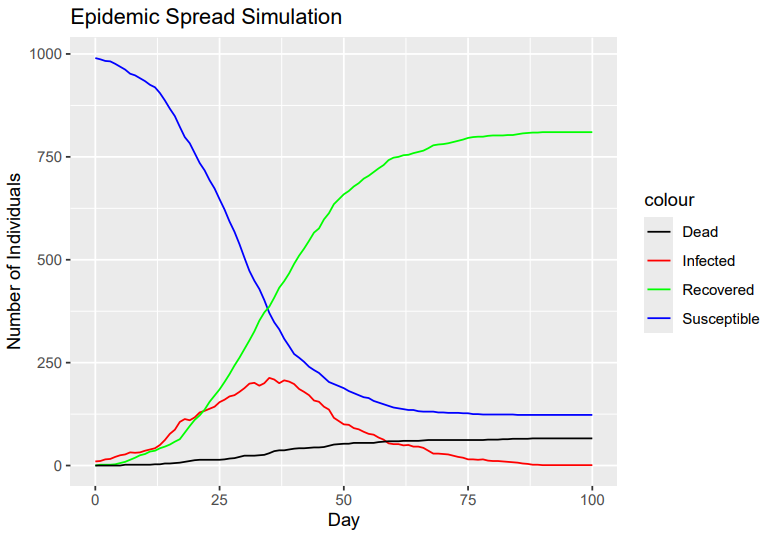 Epidemic Spread Simulation
Number of Individuals
1000
750
500
250
0
0 25 50 75 100
Day
colour
Dead
Infected
Recovered
Susceptible